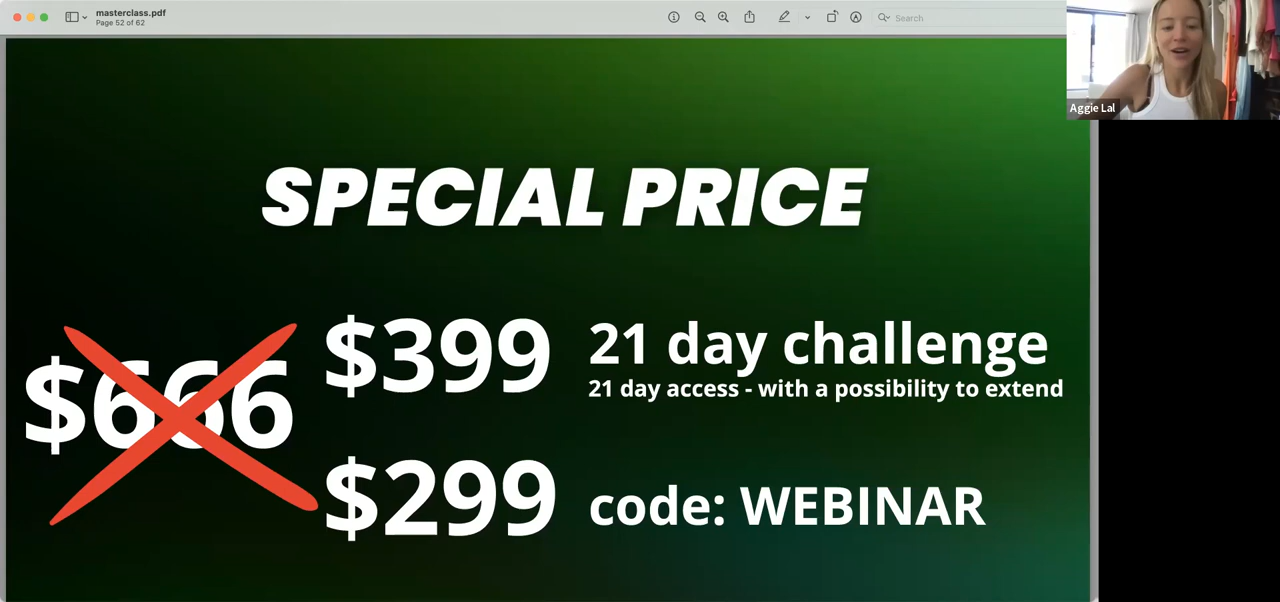 masterclass.pdf
Page 52 of 62
Search
Aggie Lal
SPECIAL PRICE
$666
$399
21 day challenge
21 day access - with a possibility to extend
$299
code: WEBINAR